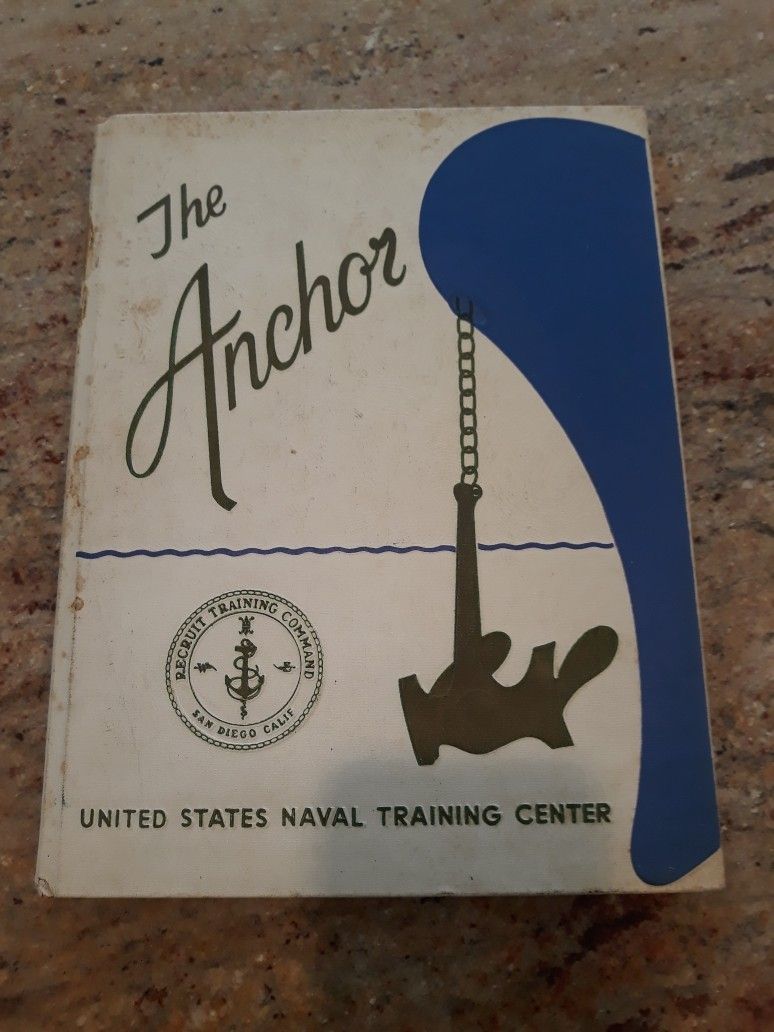 The
Anchor
RECRUIT TRAINING COMMAND
SAN DIEGO CALIF
UNITED STATES NAVAL TRAINING CENTER